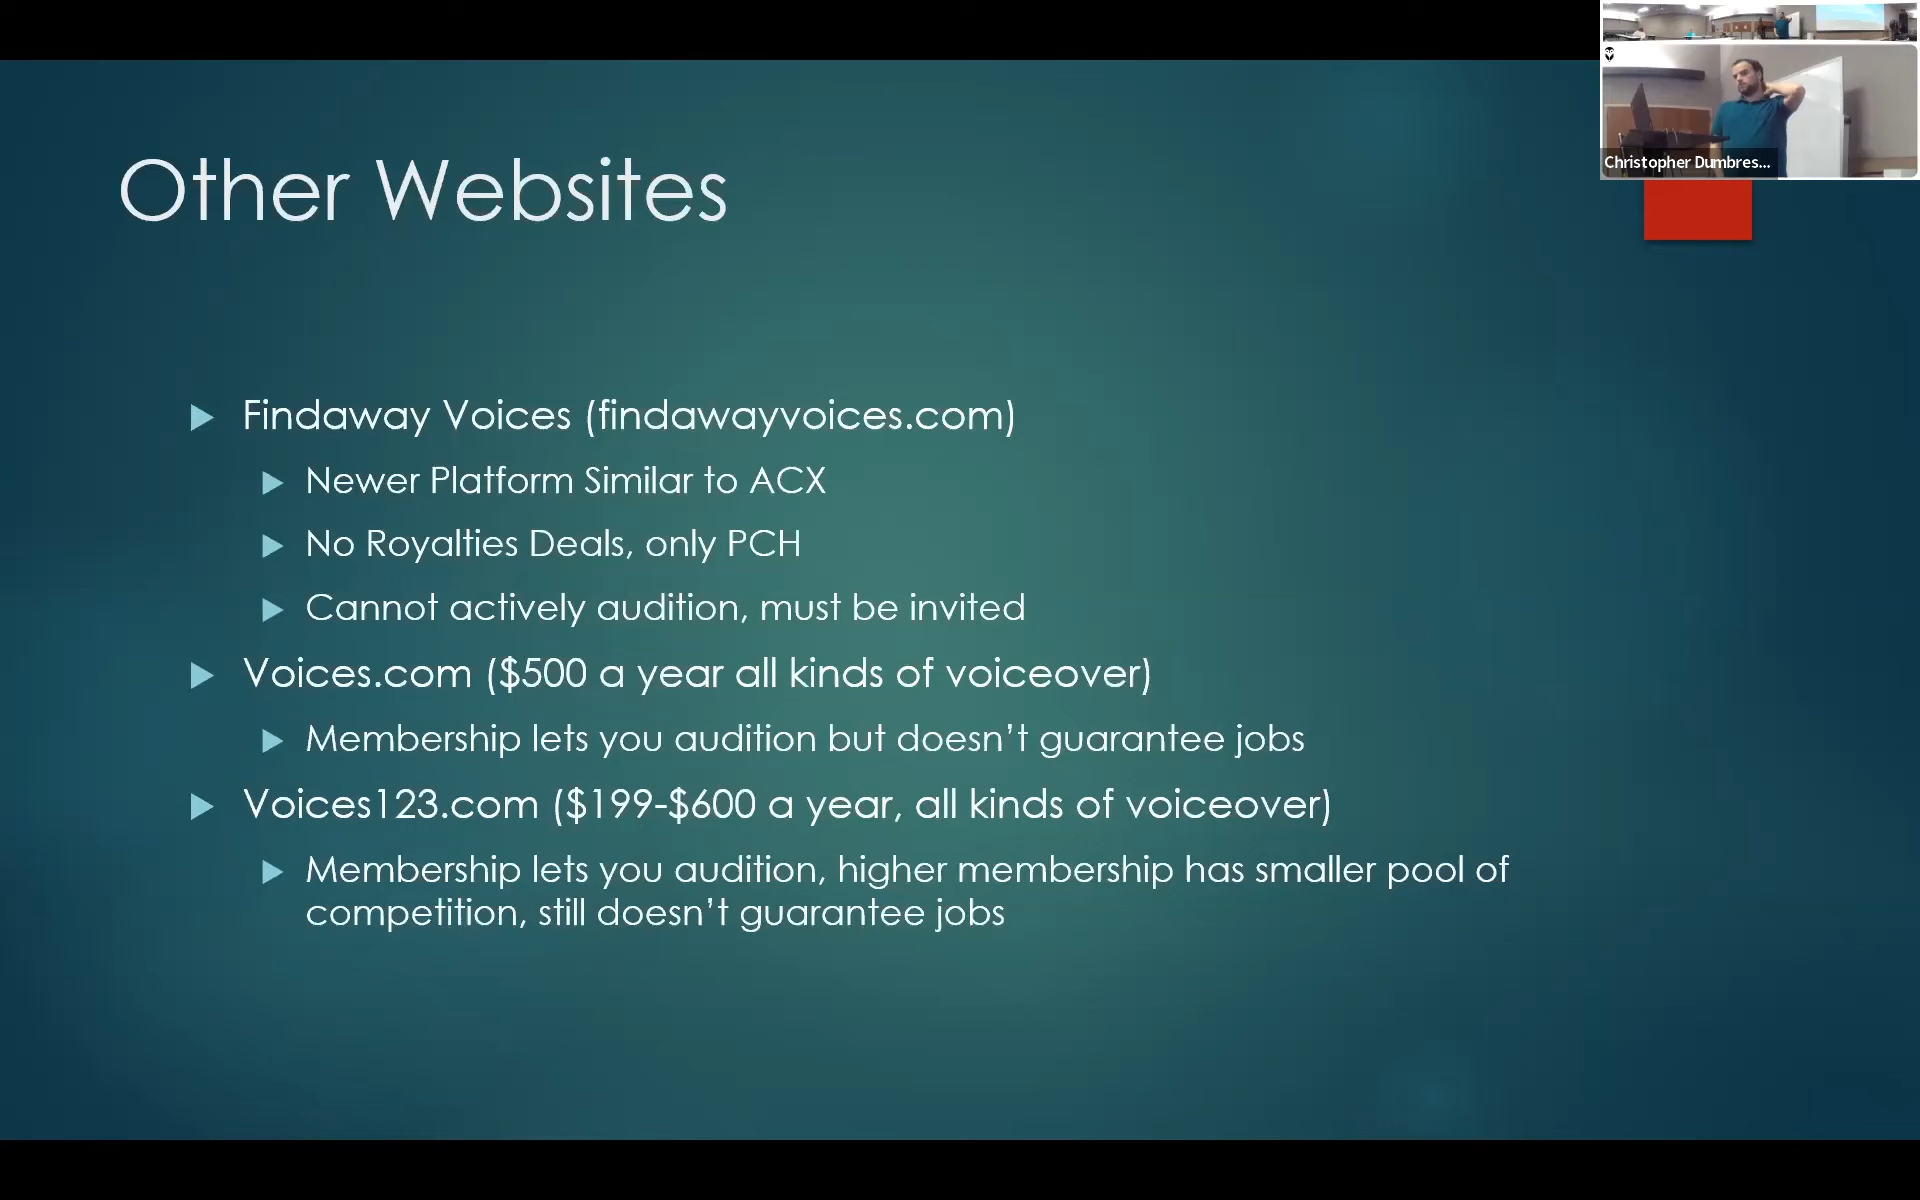 Christopher Dumbres...
Other Websites
Findaway Voices (findawayvoices.com)
Newer Platform Similar to ACX
No Royalties Deals, only PCH
Cannot actively audition, must be invited
Voices.com ($500 a year all kinds of voiceover)
Membership lets you audition but doesn’t guarantee jobs
Voices123.com ($199-$600 a year, all kinds of voiceover)
Membership lets you audition, higher membership has smaller pool of
competition, still doesn’t guarantee jobs